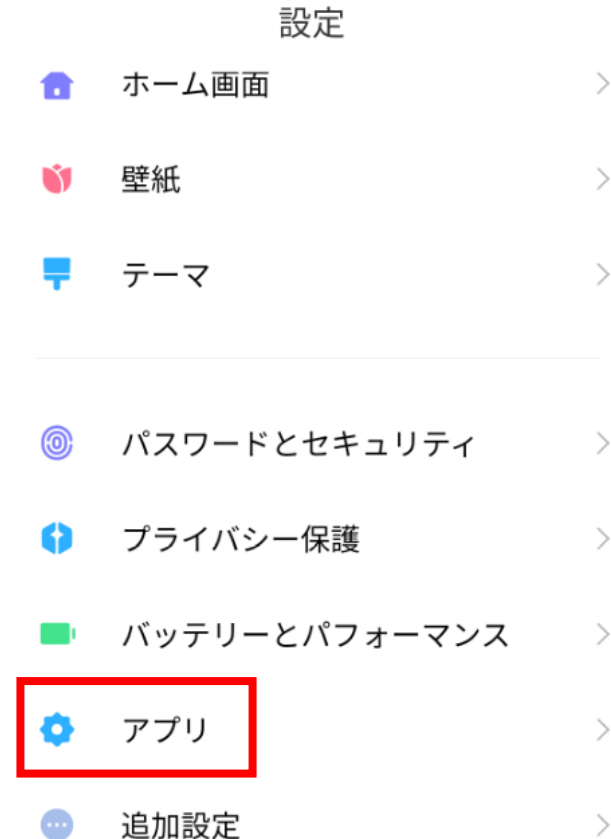 設定
ホーム画面
壁紙
テーマ
パスワードとセキュリティ
プライバシー保護
バッテリーとパフォーマンス
アプリ
追加設定